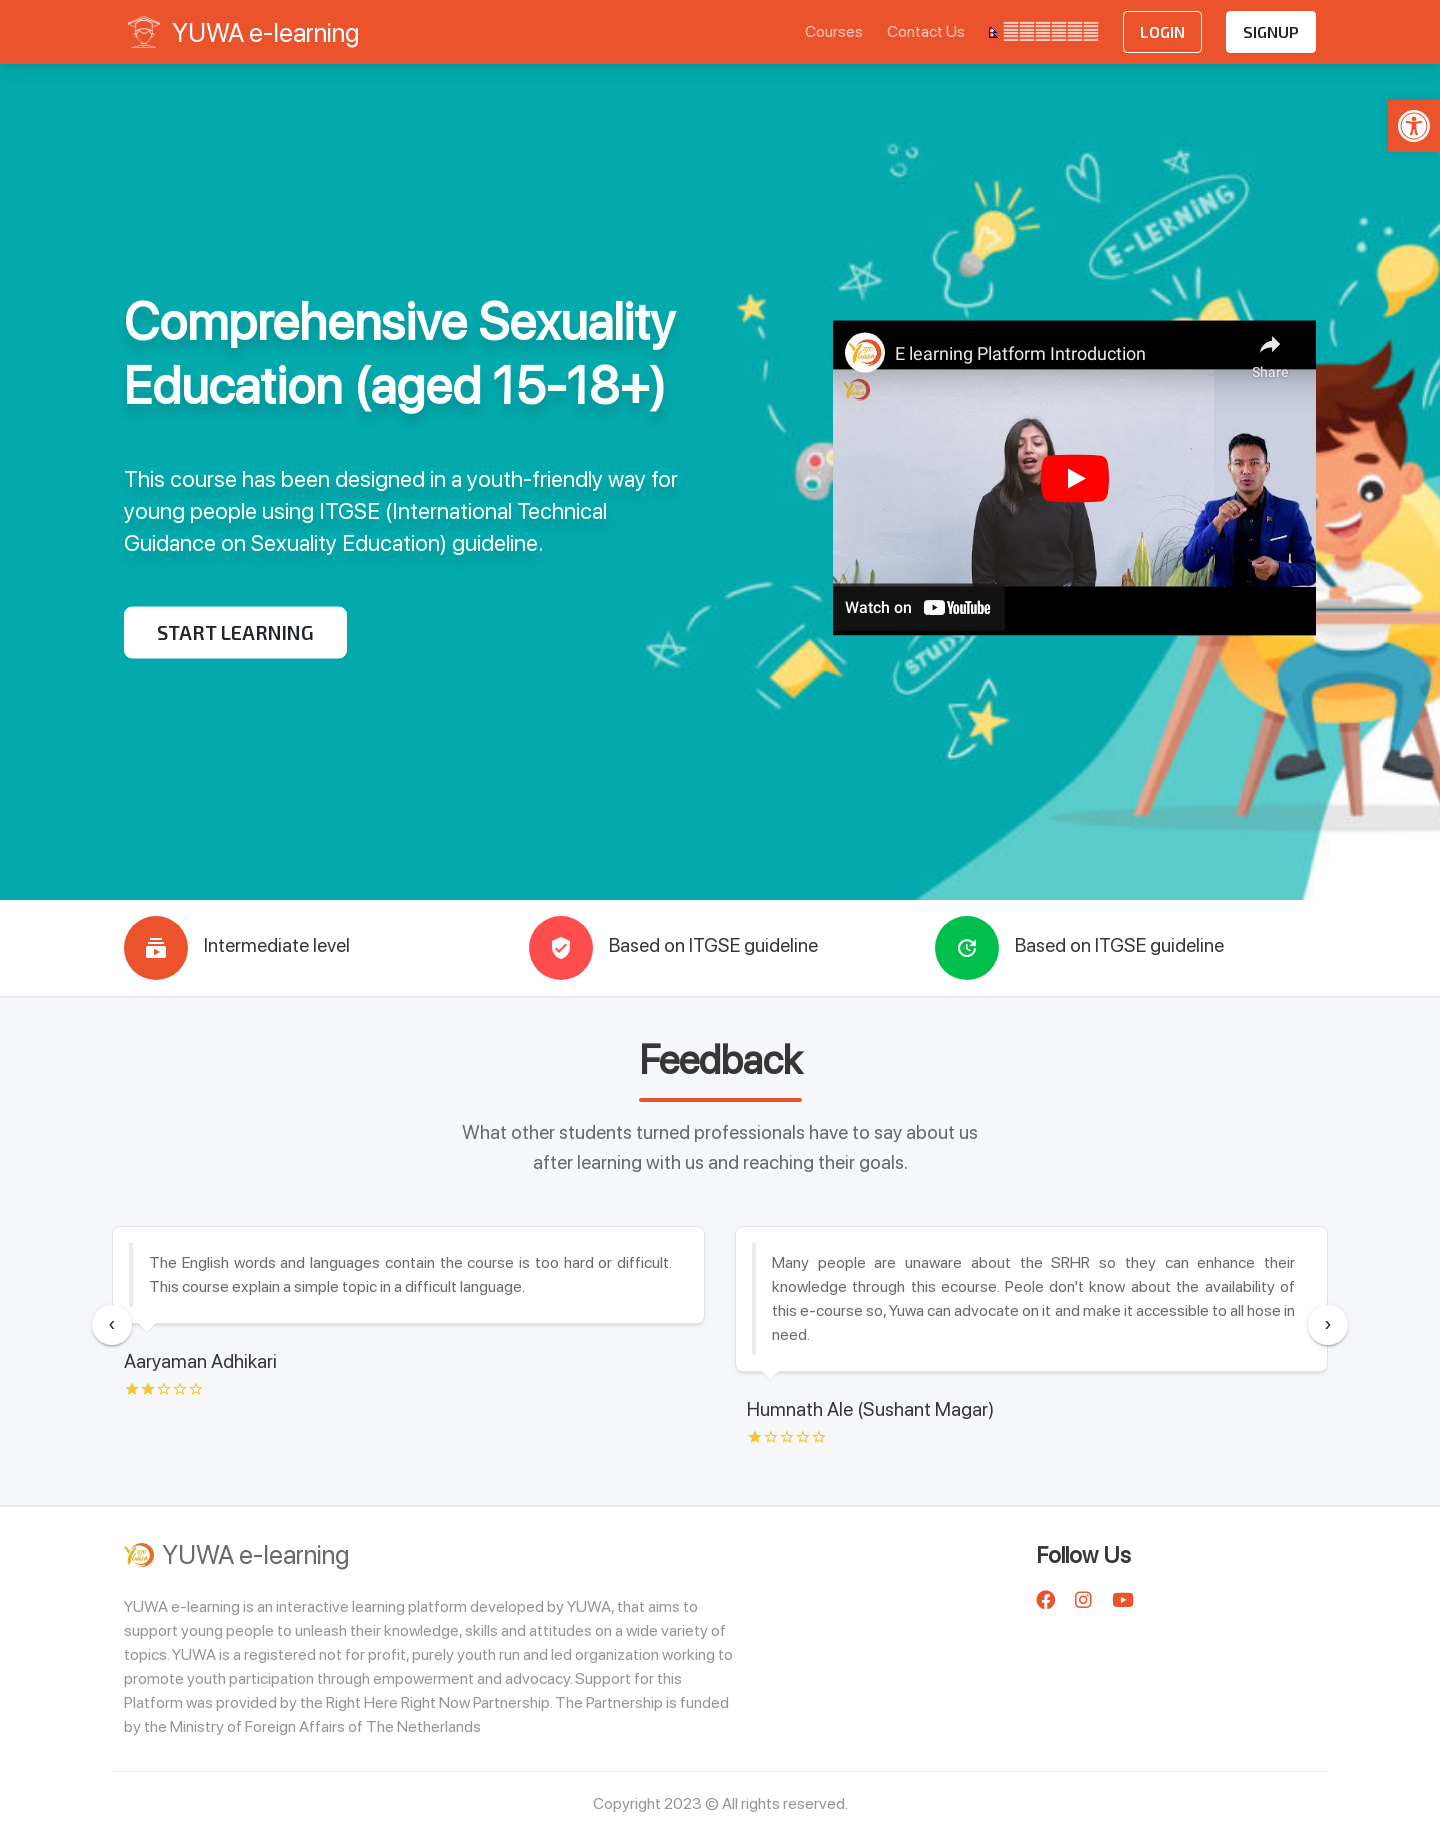 YUWA e-learning
Courses
Contact Us
LOGIN
SIGNUP
E-LERNING
Comprehensive Sexuality
Education (aged 15-18+)
This course has been designed in a youth-friendly way for
young people using ITGSE (International Technical
Guidance on Sexuality Education) guideline.
START LEARNING
E learning Platform Introduction
Share
Watch on YouTube
STUDY
Intermediate level
Based on ITGSE guideline
Based on ITGSE guideline
Feedback
What other students turned professionals have to say about us
after learning with us and reaching their goals.
The English words and languages contain the course is too hard or difficult.
This course explain a simple topic in a difficult language.
Aaryaman Adhikari
Many people are unaware about the SRHR so they can enhance their
knowledge through this ecourse. Peole don't know about the availability of
this e-course so, Yuwa can advocate on it and make it accessible to all hose in
need.
Humnath Ale (Sushant Magar)
YUWA e-learning
YUWA e-learning is an interactive learning platform developed by YUWA, that aims to
support young people to unleash their knowledge, skills and attitudes on a wide variety of
topics. YUWA is a registered not for profit, purely youth run and led organization working to
promote youth participation through empowerment and advocacy. Support for this
Platform was provided by the Right Here Right Now Partnership. The Partnership is funded
by the Ministry of Foreign Affairs of The Netherlands
Follow Us
Copyright 2023 © All rights reserved.